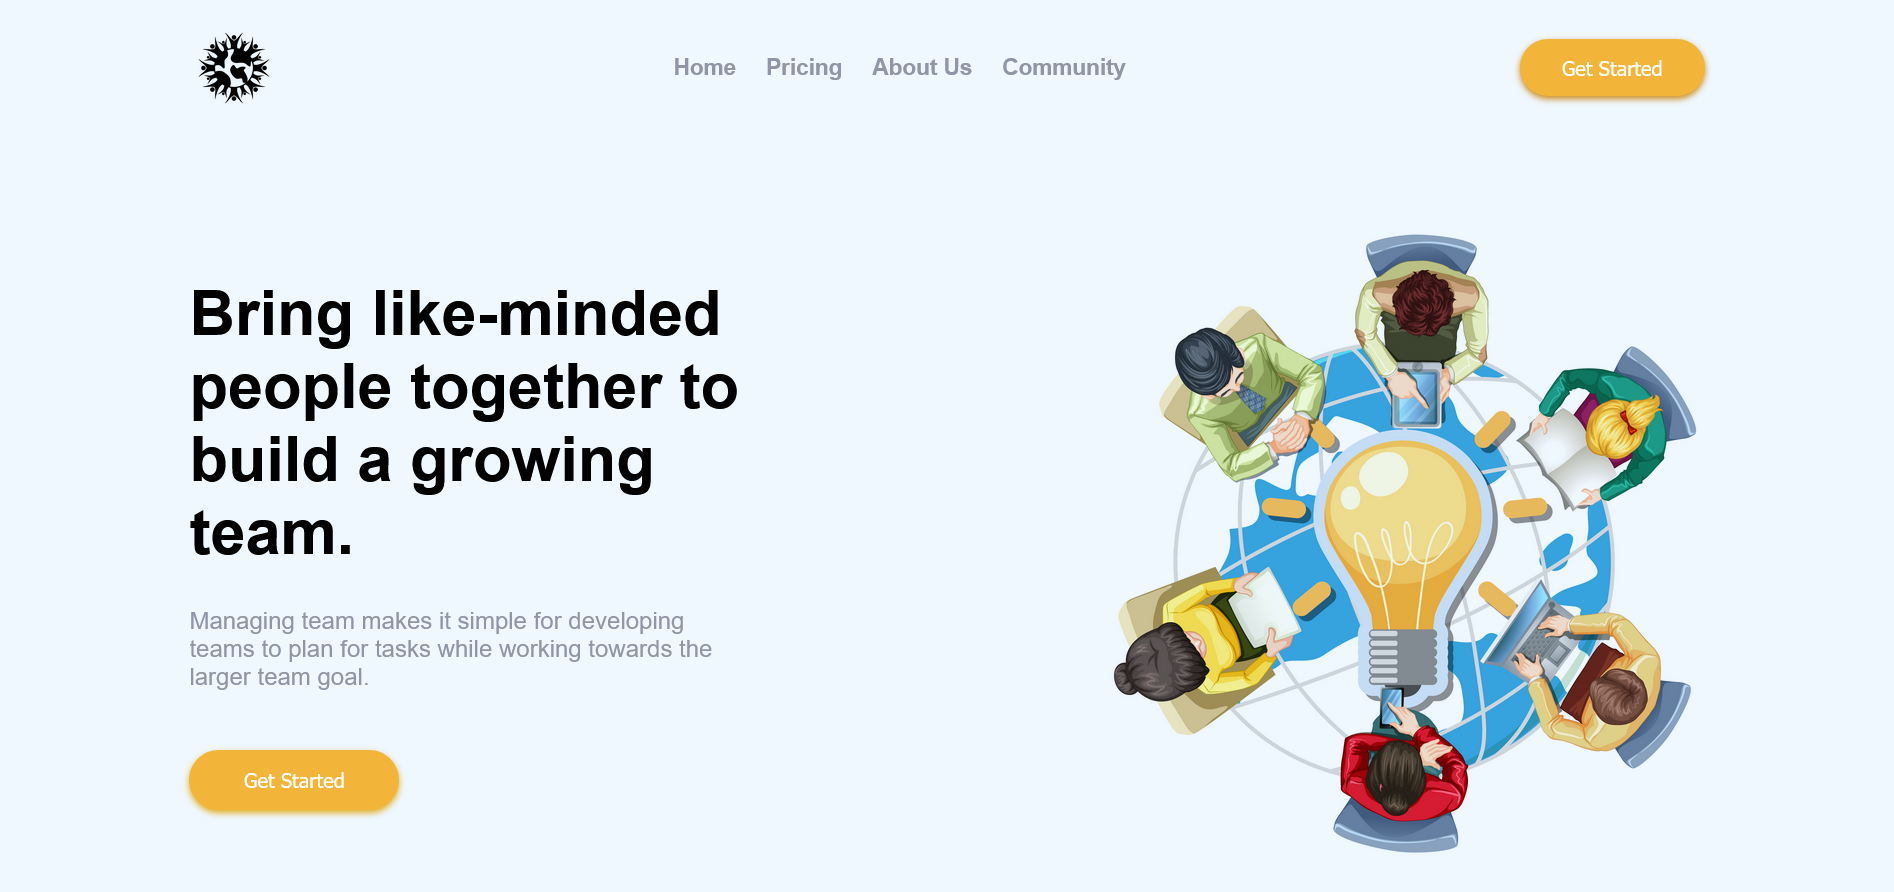 Home Pricing About Us Community Get Started
Bring like-minded
people together to
build a growing
team.
Managing team makes it simple for developing
teams to plan for tasks while working towards the
larger team goal.
Get Started